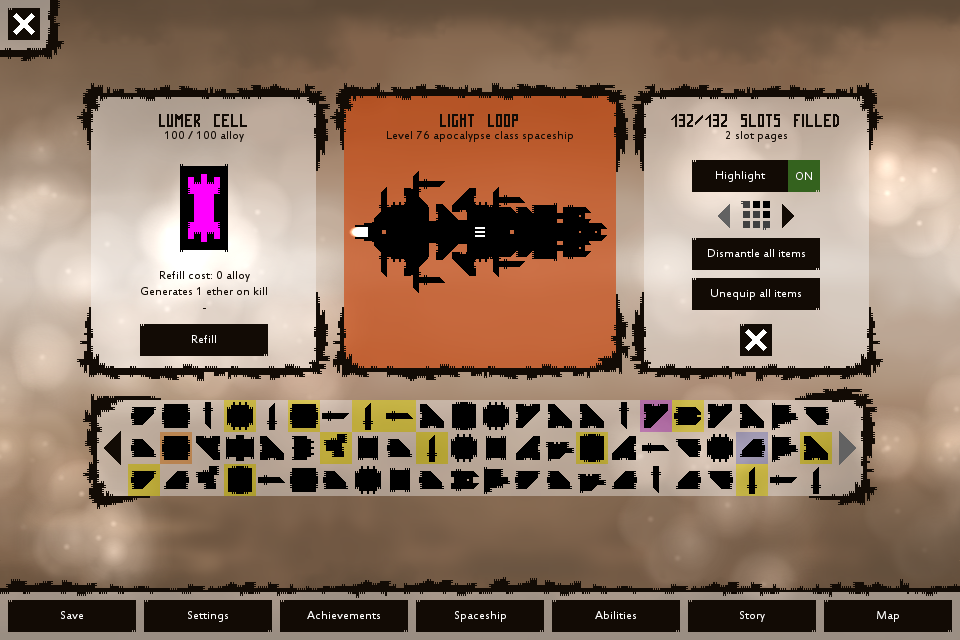 LUMER CELL
100 / 100 alloy
Refill cost: 0 alloy
Generates 1 ether on kill
-
Refill
LIGHT LOOP
Level 76 apocalypse class spaceship
132/132 SLOTS FILLED
2 slot pages
Highlight ON
Dismantle all items
Unequip all items
Save Settings Achievements Spaceship Abilities Story Map